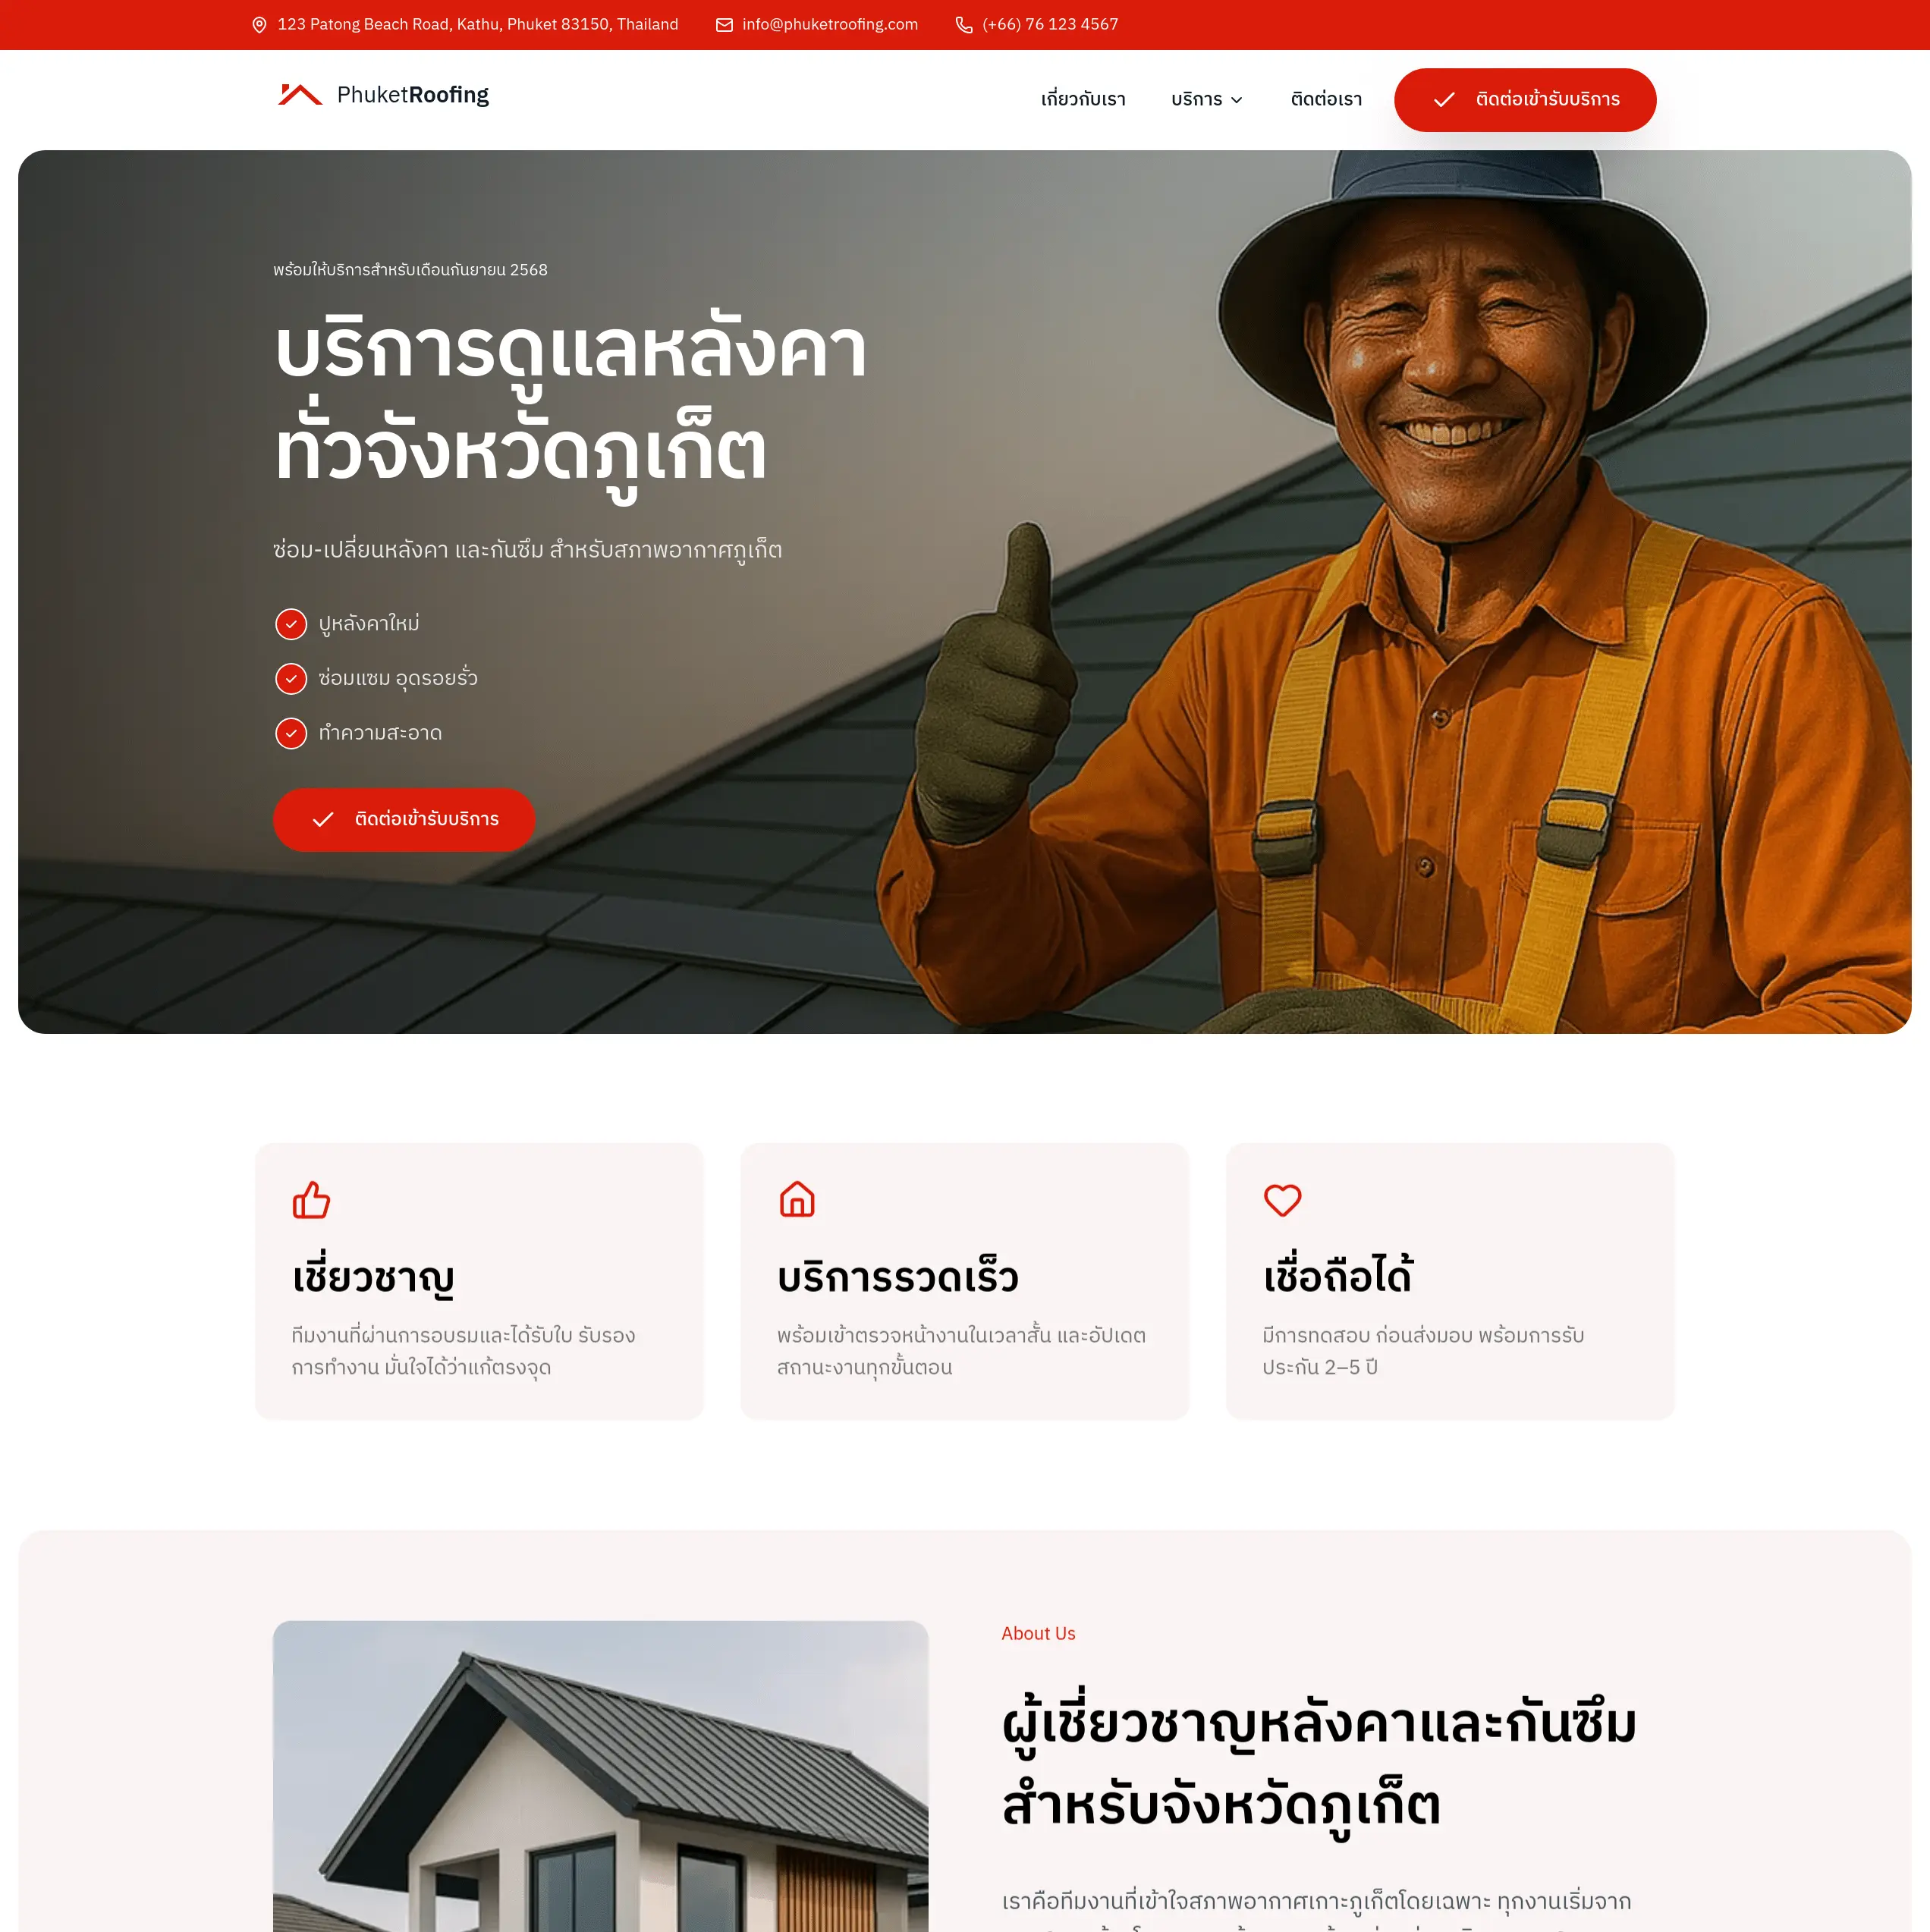 123 Patong Beach Road, Kathu, Phuket 83150, Thailand
info@phuketroofing.com
(+66) 76 123 4567
PhuketRoofing
เกี่ยวกับเรา
บริการ
ติดต่อเรา
ติดต่อเข้ารับบริการ
พร้อมให้บริการสำหรับเดือนกันยายน 2568
บริการดูแลหลังคา
ทั่วจังหวัดภูเก็ต
ซ่อม-เปลี่ยนหลังคา และกันซึม สำหรับสภาพอากาศภูเก็ต
ปูหลังคาใหม่
ซ่อมแซม อุดรอยรั่ว
ทำความสะอาด
ติดต่อเข้ารับบริการ
เชี่ยวชาญ
ทีมงานที่ผ่านการอบรมและได้รับใบ รับรอง
การทำงาน มั่นใจได้ว่าแก้ตรงจุด
บริการรวดเร็ว
พร้อมเข้าตรวจหน้างานในเวลาสั้น และอัปเดต
สถานะงานทุกขั้นตอน
เชื่อถือได้
มีการทดสอบ ก่อนส่งมอบ พร้อมการรับ
ประกัน 2–5 ปี
About Us
ผู้เชี่ยวชาญหลังคาและกันซึม
สำหรับจังหวัดภูเก็ต
เราคือทีมงานที่เข้าใจสภาพอากาศเกาะภูเก็ตโดยเฉพาะ ทุกงานเริ่มจาก